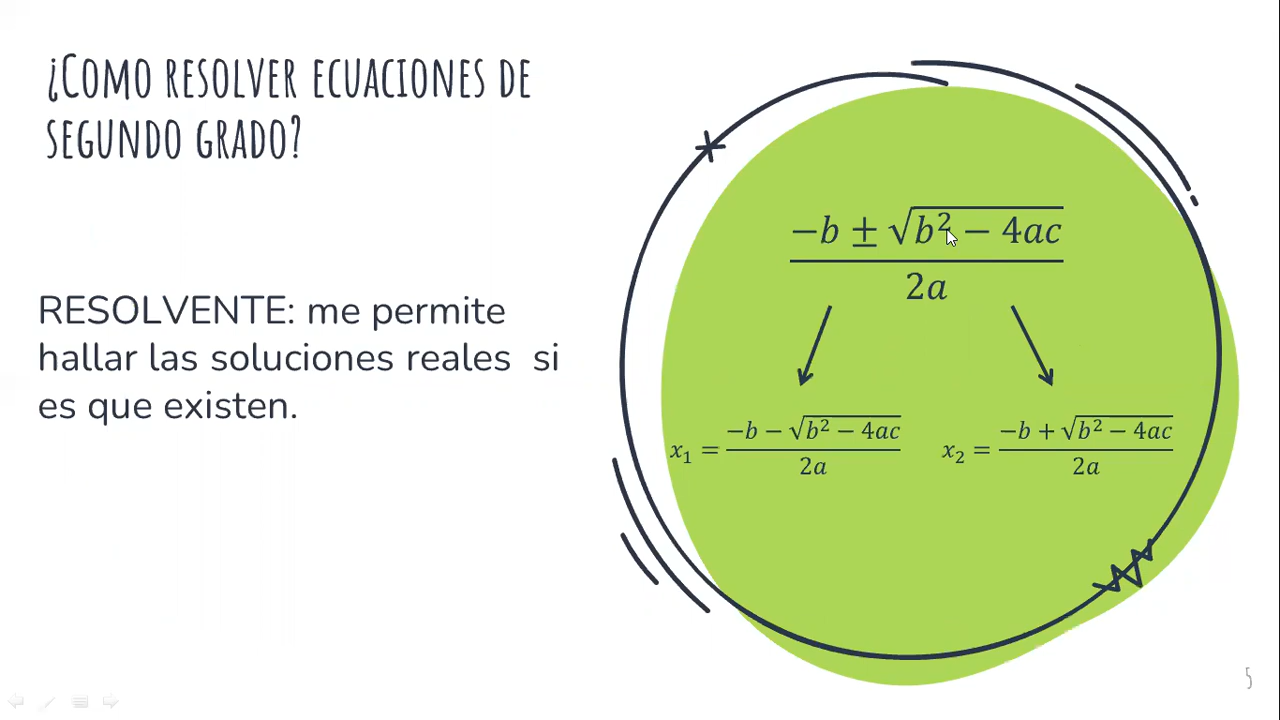 ¿Como resolver ecuaciones de
segundo grado?
RESOLVENTE: me permite
hallar las soluciones reales si
es que existen.
−b ± √(b² − 4ac)
2a
x₁ = (−b − √(b² − 4ac)) / 2a
x₂ = (−b + √(b² − 4ac)) / 2a
5